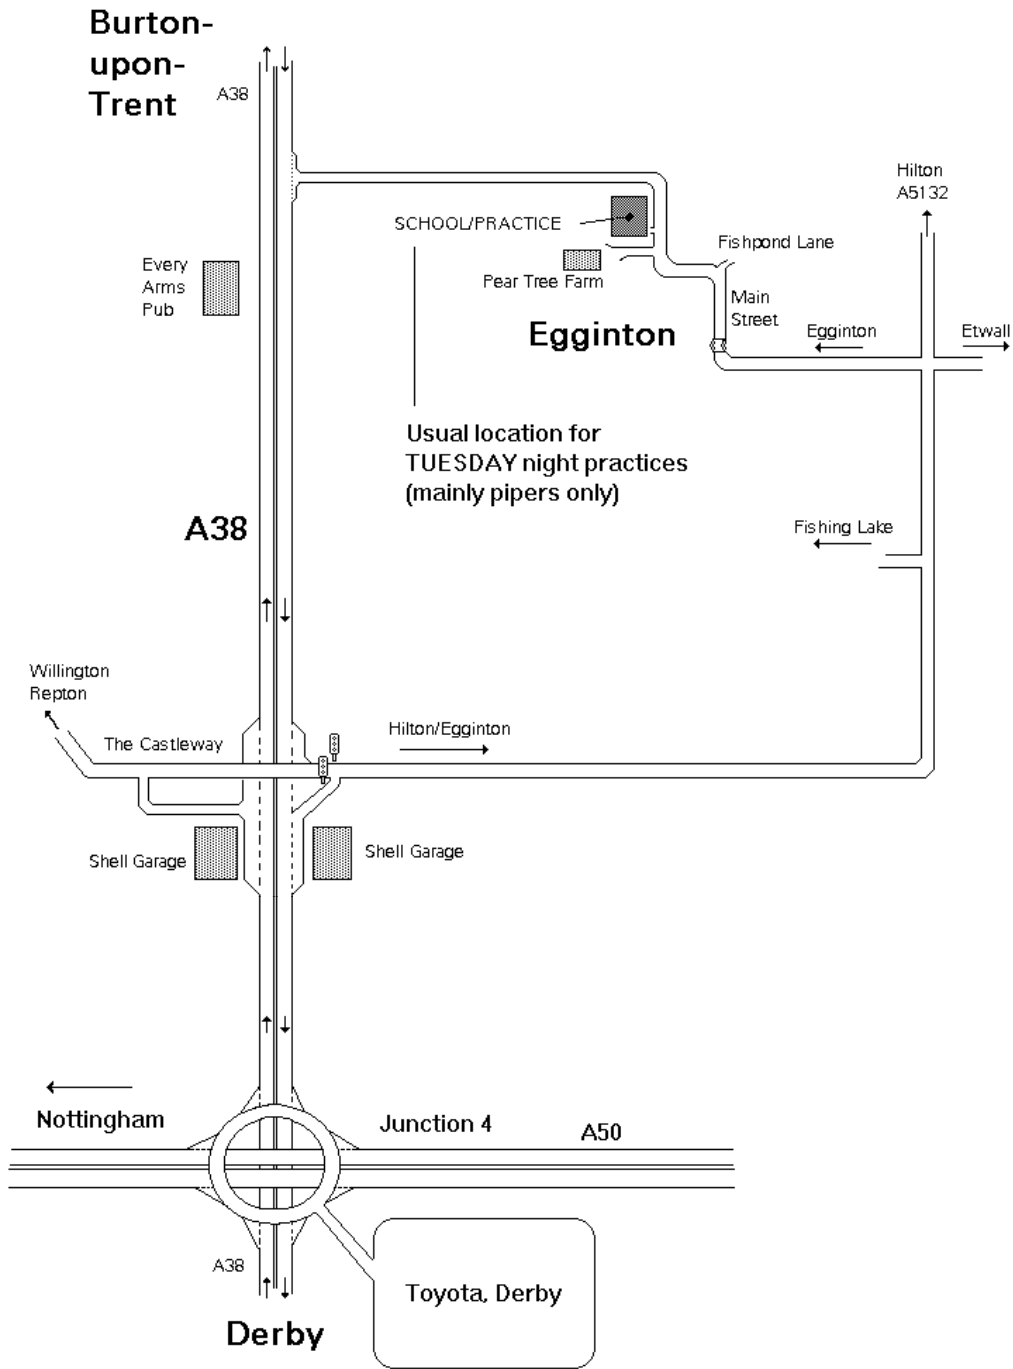 Burton-
upon-
Trent
A38
Hilton
A5132
SCHOOL/PRACTICE
Fishpond Lane
Every
Arms
Pub
Pear Tree Farm
Main
Street
Egginton
Egginton
Etwall
Usual location for
TUESDAY night practices
(mainly pipers only)
A38
Fishing Lake
Willington
Repton
The Castleway
Hilton/Egginton
Shell Garage
Shell Garage
Nottingham
Junction 4
A50
A38
Toyota, Derby
Derby